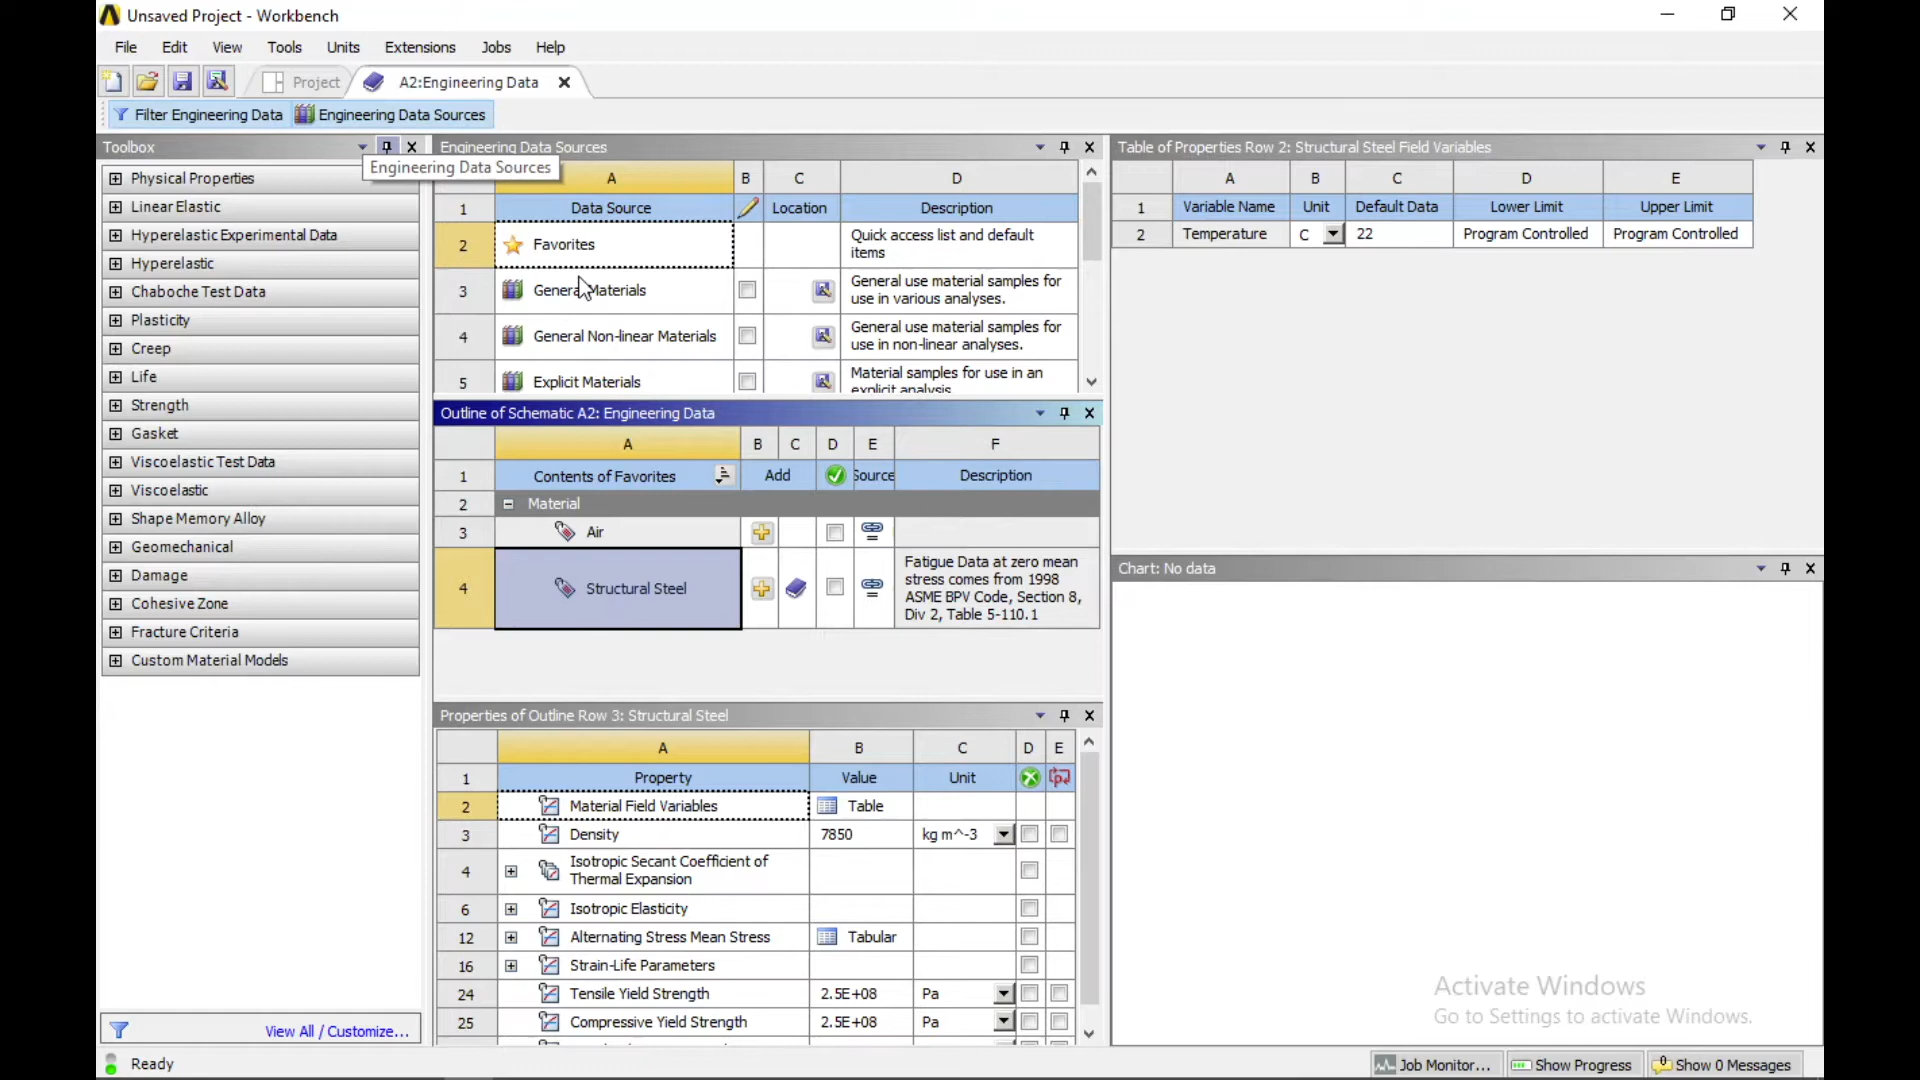 Unsaved Project - Workbench
File Edit View Tools Units Extensions Jobs Help
Project A2:Engineering Data
Filter Engineering Data Engineering Data Sources
Toolbox
Physical Properties
Linear Elastic
Hyperelastic Experimental Data
Hyperelastic
Chaboche Test Data
Plasticity
Creep
Life
Strength
Gasket
Viscoelastic Test Data
Viscoelastic
Shape Memory Alloy
Geomechanical
Damage
Cohesive Zone
Fracture Criteria
Custom Material Models
View All / Customize...
Engineering Data Sources
Engineering Data Sources
A B C D
1 Data Source Location Description
2 Favorites Quick access list and default
items
3 General Materials General use material samples for
use in various analyses.
4 General Non-linear Materials General use material samples for
use in non-linear analyses.
5 Explicit Materials Material samples for use in an
explicit analysis
Outline of Schematic A2: Engineering Data
A B C D E F
1 Contents of Favorites Add Source Description
2 Material
3 Air
4 Structural Steel Fatigue Data at zero mean
stress comes from 1998
ASME BPV Code, Section 8,
Div 2, Table 5-110.1
Properties of Outline Row 3: Structural Steel
A B C D E
1 Property Value Unit
2 Material Field Variables Table
3 Density 7850 kg m^-3
4 Isotropic Secant Coefficient of
Thermal Expansion
6 Isotropic Elasticity
12 Alternating Stress Mean Stress Tabular
16 Strain-Life Parameters
24 Tensile Yield Strength 2.5E+08 Pa
25 Compressive Yield Strength 2.5E+08 Pa
Table of Properties Row 2: Structural Steel Field Variables
A B C D E
1 Variable Name Unit Default Data Lower Limit Upper Limit
2 Temperature C 22 Program Controlled Program Controlled
Chart: No data
Activate Windows
Go to Settings to activate Windows.
Ready
Job Monitor... Show Progress Show 0 Messages